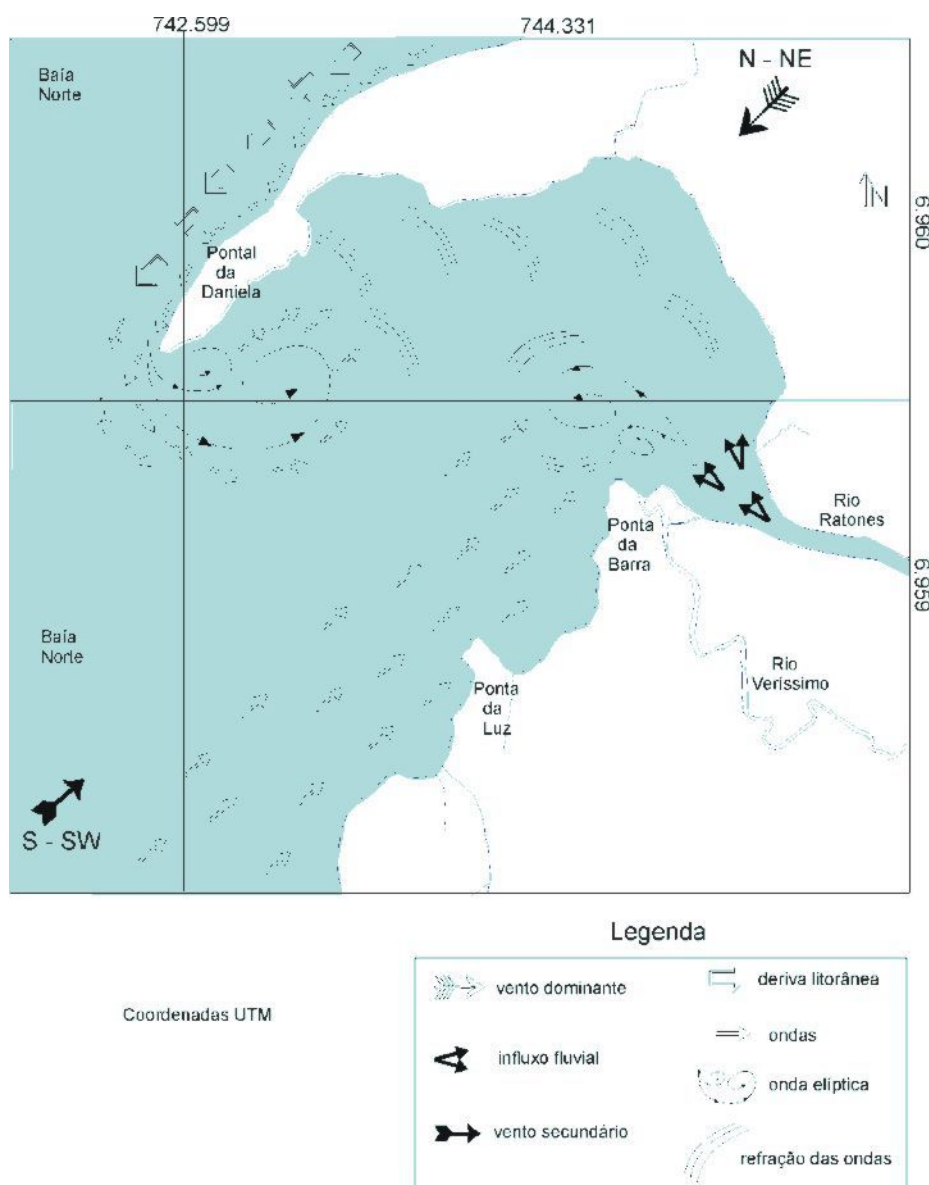 742.599
744.331
Baía
Norte
N - NE
N
6.960
Pontal
da
Daniela
Rio
Ratones
Ponta
da
Barra
6.959
Baía
Norte
Rio
Veríssimo
Ponta
da
Luz
S - SW
Legenda
Coordenadas UTM
vento dominante
deriva litorânea
influxo fluvial
ondas
onda elíptica
vento secundário
refração das ondas